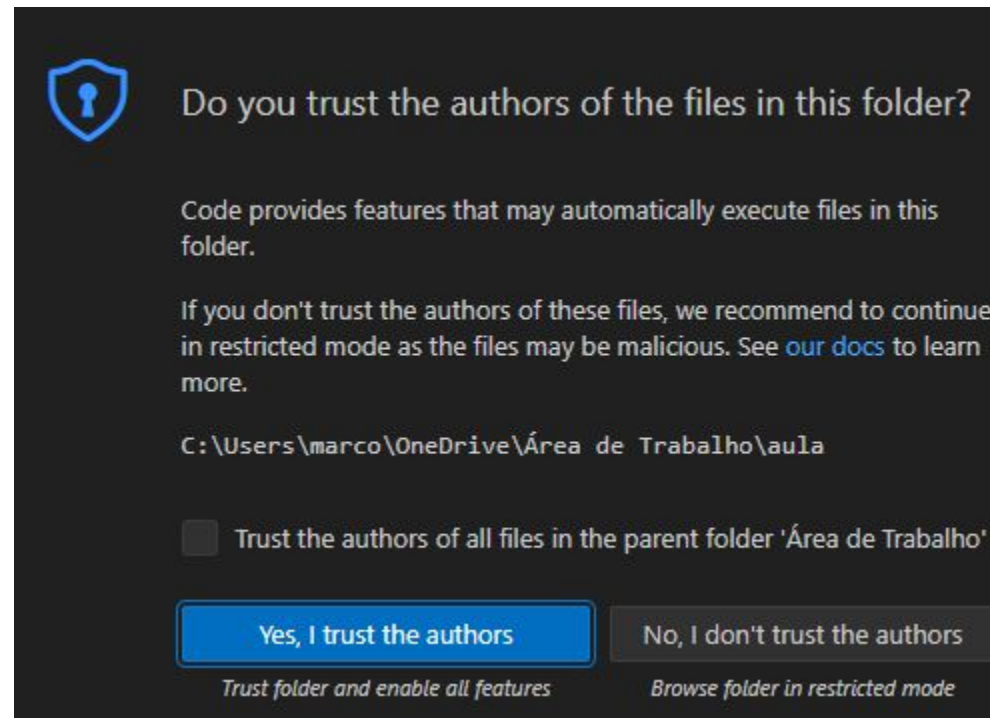 Do you trust the authors of the files in this folder?
Code provides features that may automatically execute files in this
folder.
If you don't trust the authors of these files, we recommend to continue
in restricted mode as the files may be malicious. See our docs to learn
more.
C:\Users\marco\OneDrive\Área de Trabalho\aula
Trust the authors of all files in the parent folder 'Área de Trabalho'
Yes, I trust the authors
No, I don't trust the authors
Trust folder and enable all features
Browse folder in restricted mode